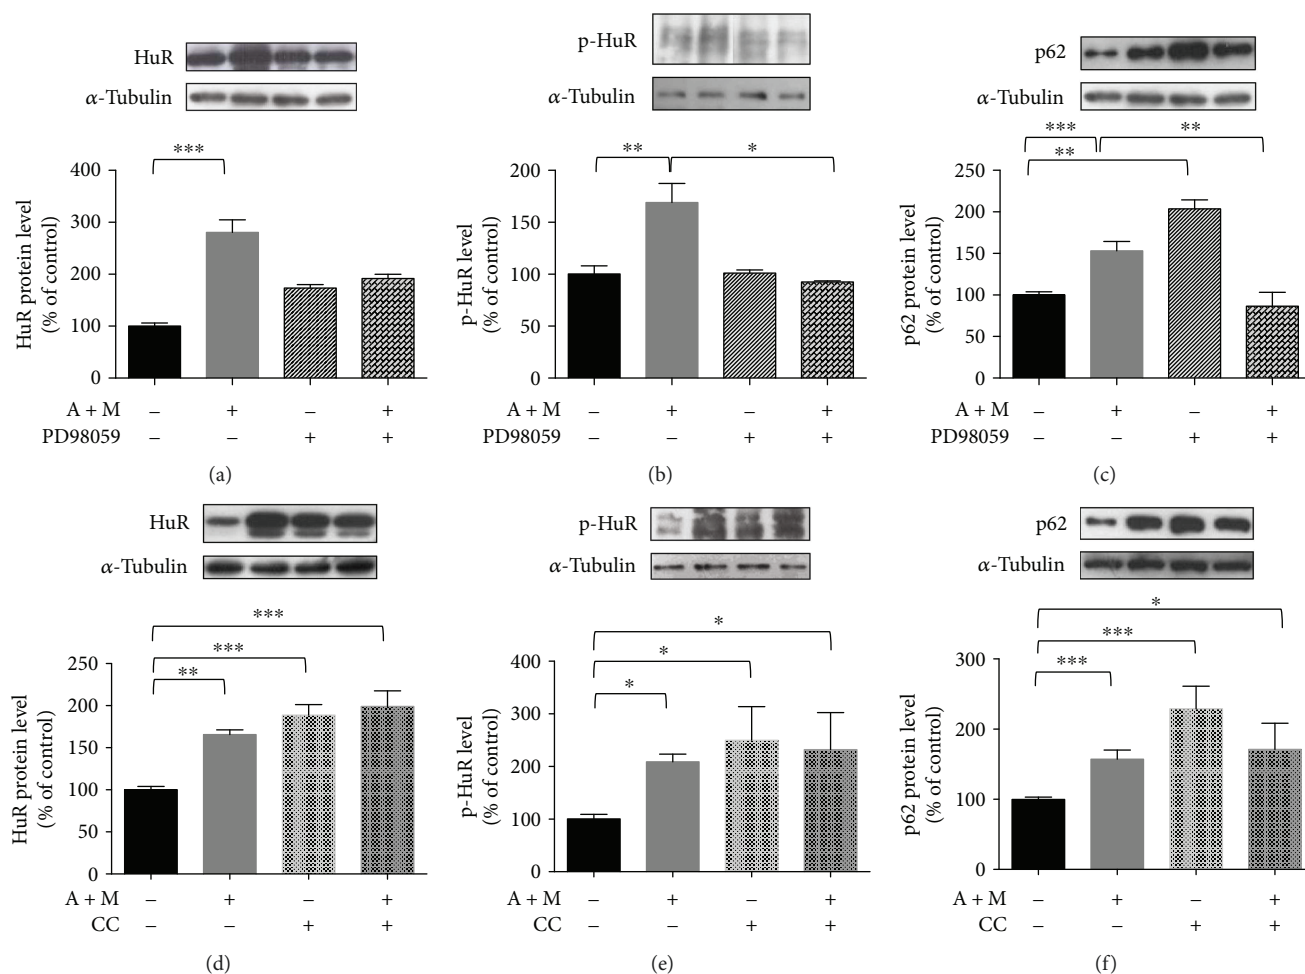 HuR
α-Tubulin
***
HuR protein level
(% of control)
400
300
200
100
0
A + M – + – +
PD98059 – – + +
(a)
p-HuR
α-Tubulin
** *
p-HuR level
(% of control)
200
150
100
50
0
A + M – + – +
PD98059 – – + +
(b)
p62
α-Tubulin
*** **
**
p62 protein level
(% of control)
250
200
150
100
50
0
A + M – + – +
PD98059 – – + +
(c)
HuR
α-Tubulin
***
***
**
HuR protein level
(% of control)
250
200
150
100
50
0
A + M – + – +
CC – – + +
(d)
p-HuR
α-Tubulin
*
*
*
p-HuR level
(% of control)
400
300
200
100
0
A + M – + – +
CC – – + +
(e)
p62
α-Tubulin
*
***
***
p62 protein level
(% of control)
300
200
100
0
A + M – + – +
CC – – + +
(f)